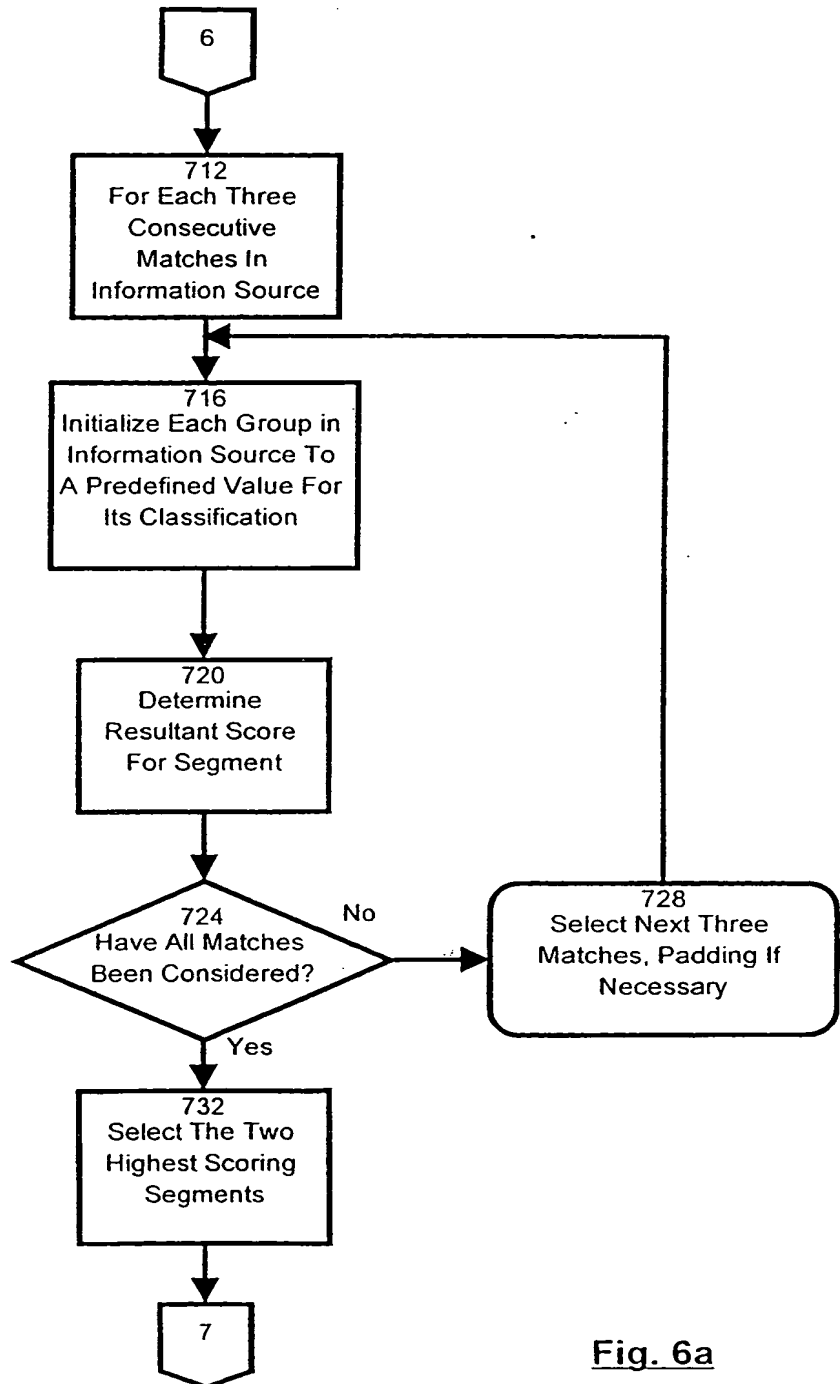 6
712
For Each Three
Consecutive
Matches In
Information Source
716
Initialize Each Group in
Information Source To
A Predefined Value For
Its Classification
720
Determine
Resultant Score
For Segment
724
Have All Matches
Been Considered?
No
728
Select Next Three
Matches, Padding If
Necessary
Yes
732
Select The Two
Highest Scoring
Segments
7
Fig. 6a